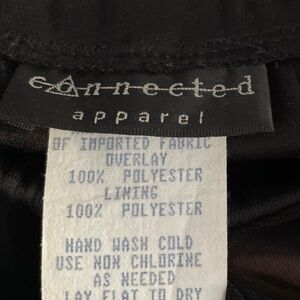 connected
apparel
OF IMPORTED FABRIC
OVERLAY
100% POLYESTER
LINING
100% POLYESTER
HAND WASH COLD
USE NON CHLORINE
AS NEEDED
LAY FLAT TO DRY